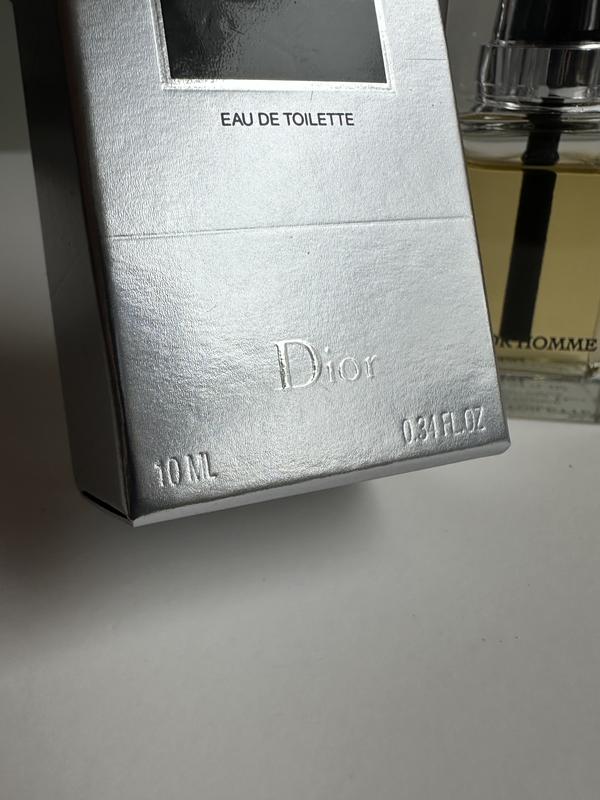 EAU DE TOILETTE
Dior
10 ML
0.34 FL.OZ
HOMME